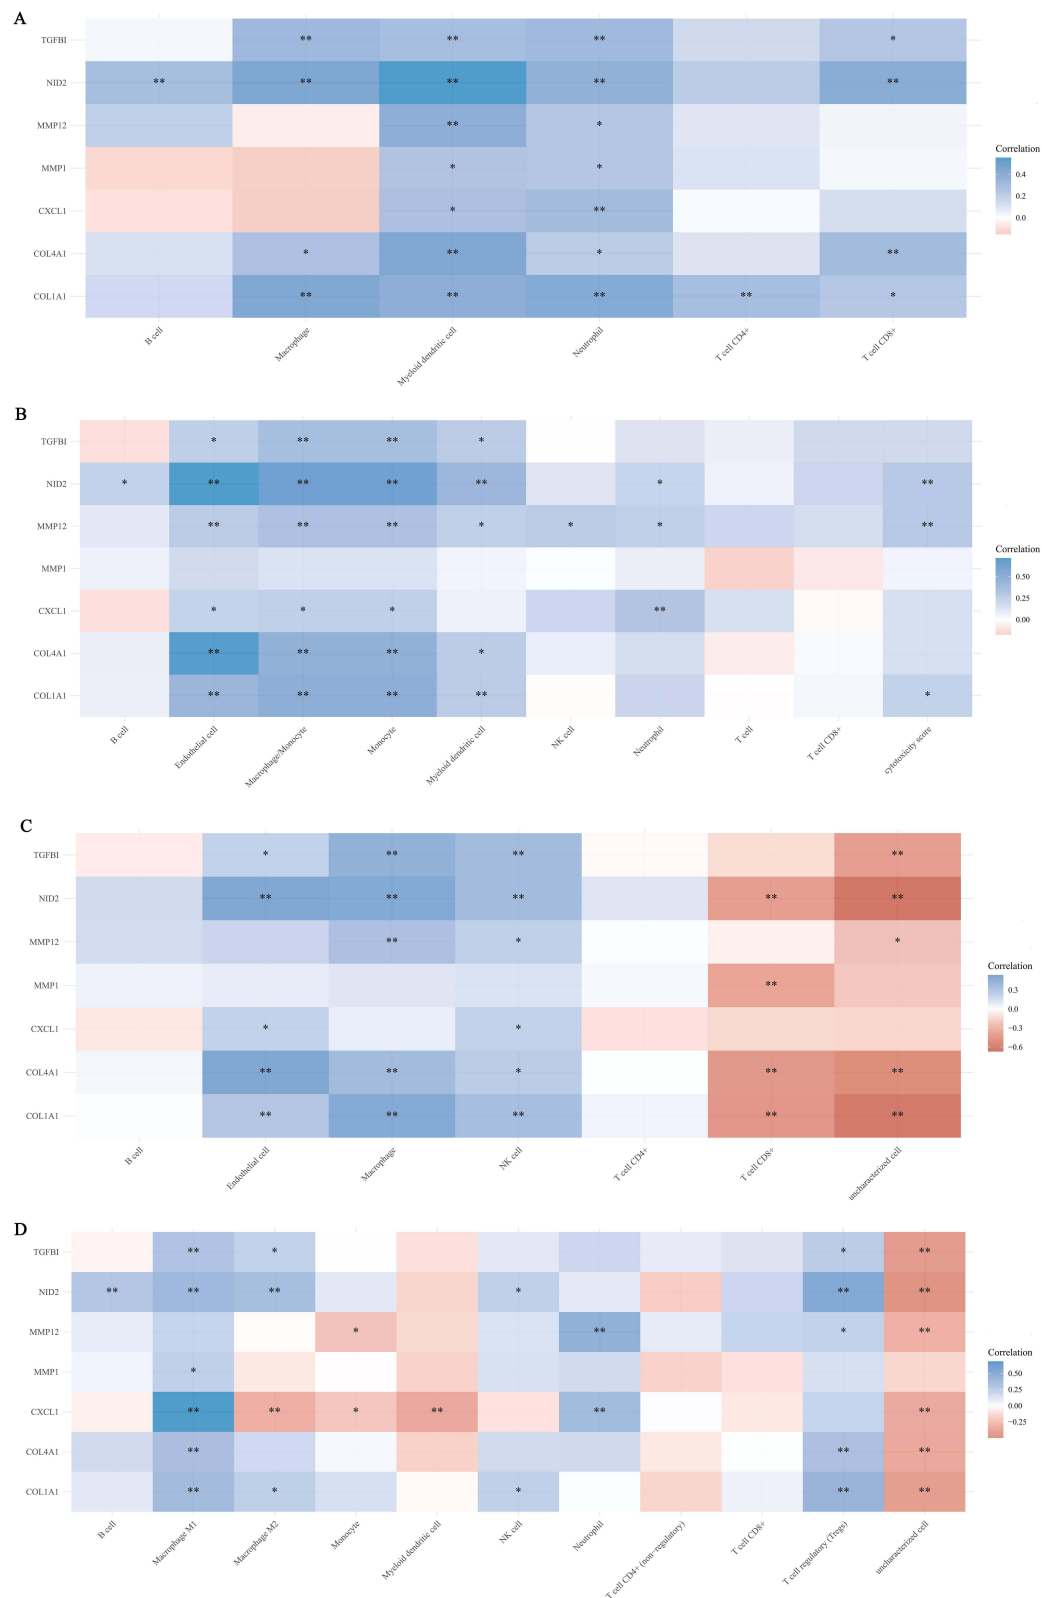 A
TGFBI ** ** ** *
NID2 ** ** ** ** **
MMP12 ** *
MMP1 * *
CXCL1 * **
COL4A1 * ** * **
COL1A1 ** ** ** ** *
B cell
Macrophage
Myeloid dendritic cell
Neutrophil
T cell CD4+
T cell CD8+
Correlation
0.4
0.2
0.0
B
TGFBI * ** ** *
NID2 * ** ** ** ** * **
MMP12 ** ** ** * * * **
MMP1
CXCL1 * * * **
COL4A1 ** ** ** *
COL1A1 ** ** ** ** *
B cell
Endothelial cell
Macrophage/Monocyte
Monocyte
Myeloid dendritic cell
NK cell
Neutrophil
T cell
T cell CD8+
cytotoxicity score
Correlation
0.50
0.25
0.00
C
TGFBI * ** ** **
NID2 ** ** ** ** **
MMP12 ** * *
MMP1 **
CXCL1 * *
COL4A1 ** ** * ** **
COL1A1 ** ** ** ** **
B cell
Endothelial cell
Macrophage
NK cell
T cell CD4+
T cell CD8+
uncharacterized cell
Correlation
0.3
0.0
−0.3
−0.6
D
TGFBI ** * * **
NID2 ** ** ** * ** **
MMP12 * ** * **
MMP1 *
CXCL1 ** ** * ** ** **
COL4A1 ** ** **
COL1A1 ** * * ** **
B cell
Macrophage M1
Macrophage M2
Monocyte
Myeloid dendritic cell
NK cell
Neutrophil
T cell CD4+ (non−regulatory)
T cell CD8+
T cell regulatory (Tregs)
uncharacterized cell
Correlation
0.50
0.25
0.00
−0.25